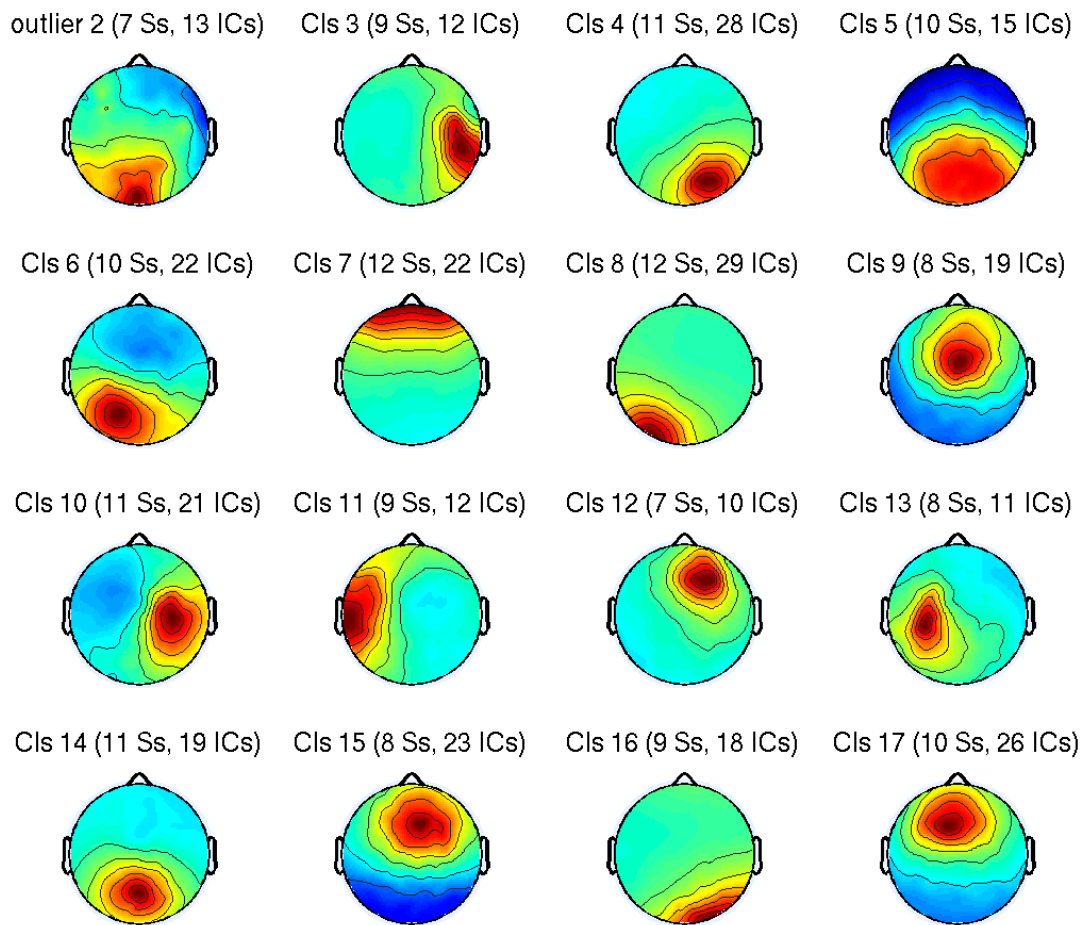 outlier 2 (7 Ss, 13 ICs) Cls 3 (9 Ss, 12 ICs) Cls 4 (11 Ss, 28 ICs) Cls 5 (10 Ss, 15 ICs)
Cls 6 (10 Ss, 22 ICs) Cls 7 (12 Ss, 22 ICs) Cls 8 (12 Ss, 29 ICs) Cls 9 (8 Ss, 19 ICs)
Cls 10 (11 Ss, 21 ICs) Cls 11 (9 Ss, 12 ICs) Cls 12 (7 Ss, 10 ICs) Cls 13 (8 Ss, 11 ICs)
Cls 14 (11 Ss, 19 ICs) Cls 15 (8 Ss, 23 ICs) Cls 16 (9 Ss, 18 ICs) Cls 17 (10 Ss, 26 ICs)